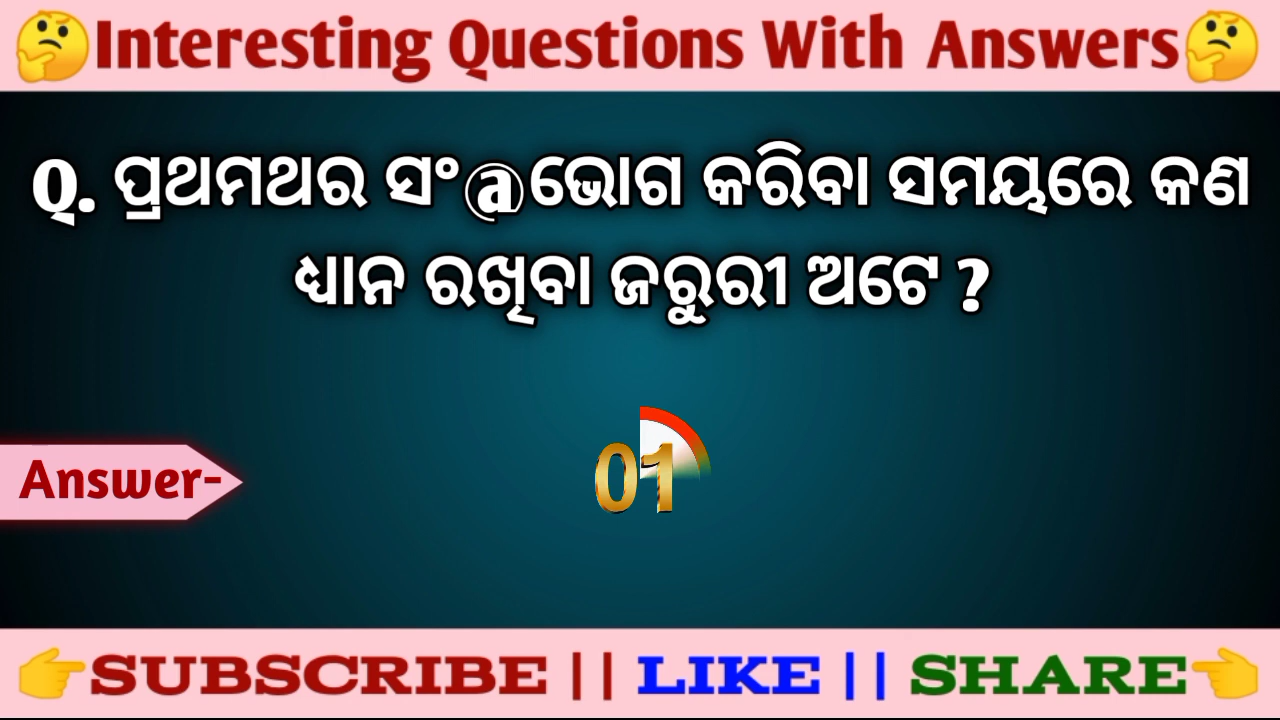 🤔Interesting Questions With Answers🤔
Q. ପ୍ରଥମଥର ସଂ@ଭୋଗ କରିବା ସମୟରେ କଣ
ଧ୍ୟାନ ରଖିବା ଜରୁରୀ ଅଟେ ?
01
Answer-
👉SUBSCRIBE || LIKE || SHARE👈